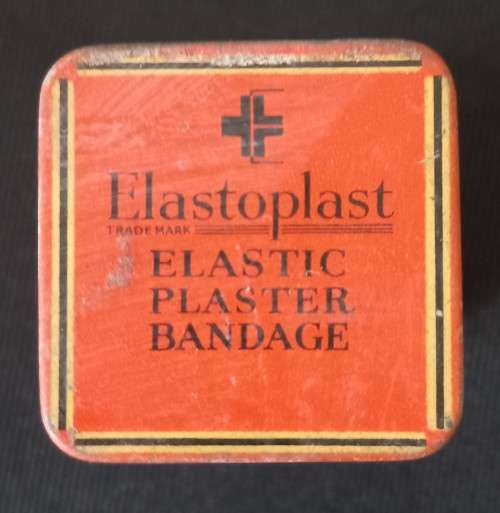 Elastoplast
TRADE MARK
ELASTIC
PLASTER
BANDAGE